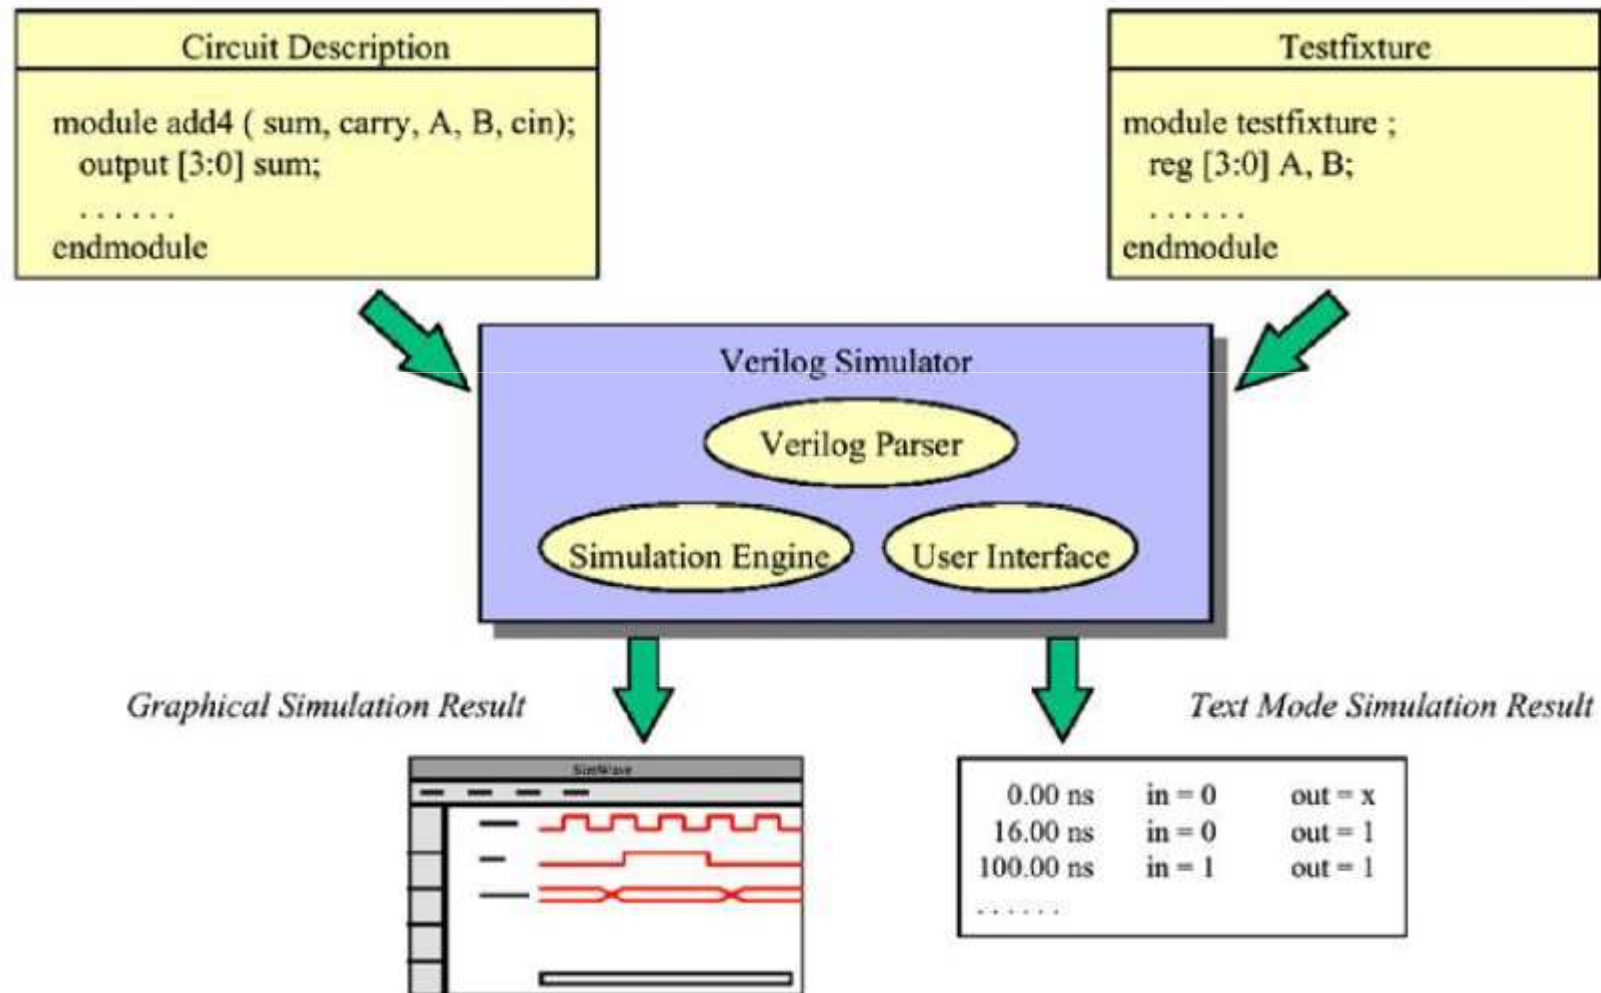 Circuit Description
module add4 ( sum, carry, A, B, cin);
output [3:0] sum;
. . . . . .
endmodule
Testfixture
module testfixture ;
reg [3:0] A, B;
. . . . . .
endmodule
Verilog Simulator
Verilog Parser
Simulation Engine
User Interface
Graphical Simulation Result
Text Mode Simulation Result
SimWave
0.00 ns in = 0 out = x
16.00 ns in = 0 out = 1
100.00 ns in = 1 out = 1
. . . . . .